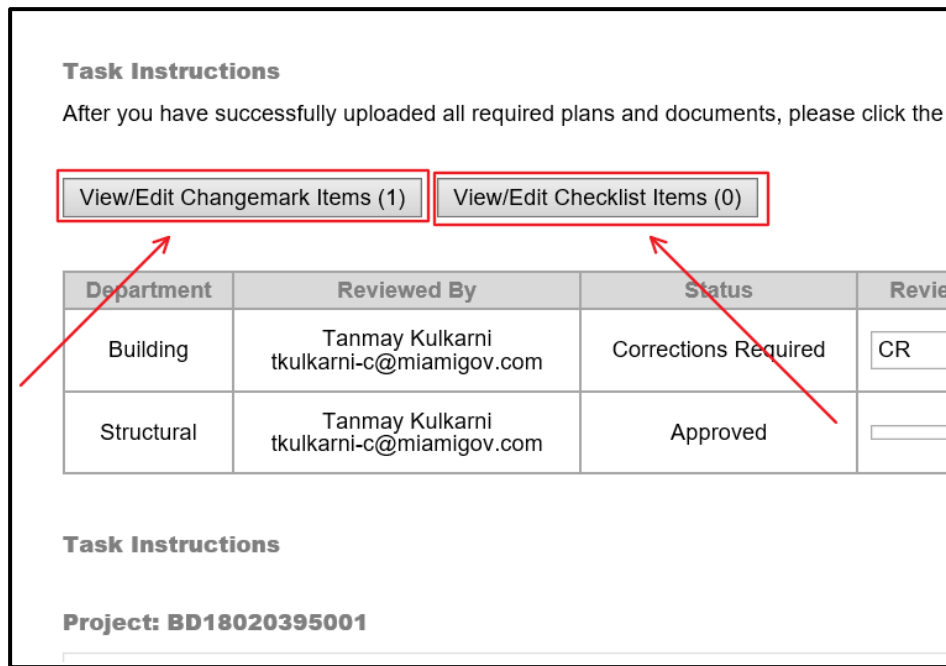 Task Instructions
After you have successfully uploaded all required plans and documents, please click the
View/Edit Changemark Items (1) View/Edit Checklist Items (0)
Department Reviewed By Status Revie
Building Tanmay Kulkarni Corrections Required CR
tkulkarni-c@miamigov.com
Structural Tanmay Kulkarni Approved
tkulkarni-c@miamigov.com
Task Instructions
Project: BD18020395001